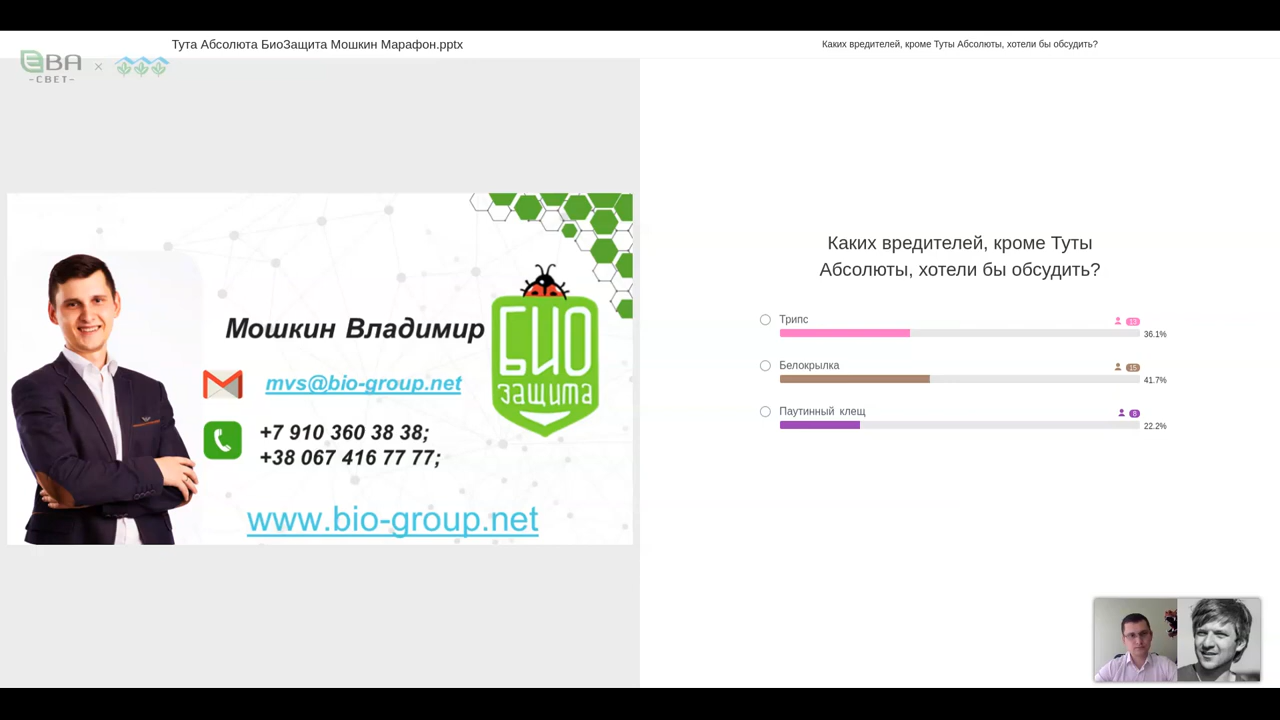 Тута Абсолюта БиоЗащита Мошкин Марафон.pptx
Каких вредителей, кроме Туты Абсолюты, хотели бы обсудить?
ЕВА
-СВЕТ-
×
Мошкин Владимир
mvs@bio-group.net
+7 910 360 38 38;
+38 067 416 77 77;
www.bio-group.net
БИО
защита
Каких вредителей, кроме Туты
Абсолюты, хотели бы обсудить?
Трипс
13
36.1%
Белокрылка
15
41.7%
Паутинный клещ
8
22.2%